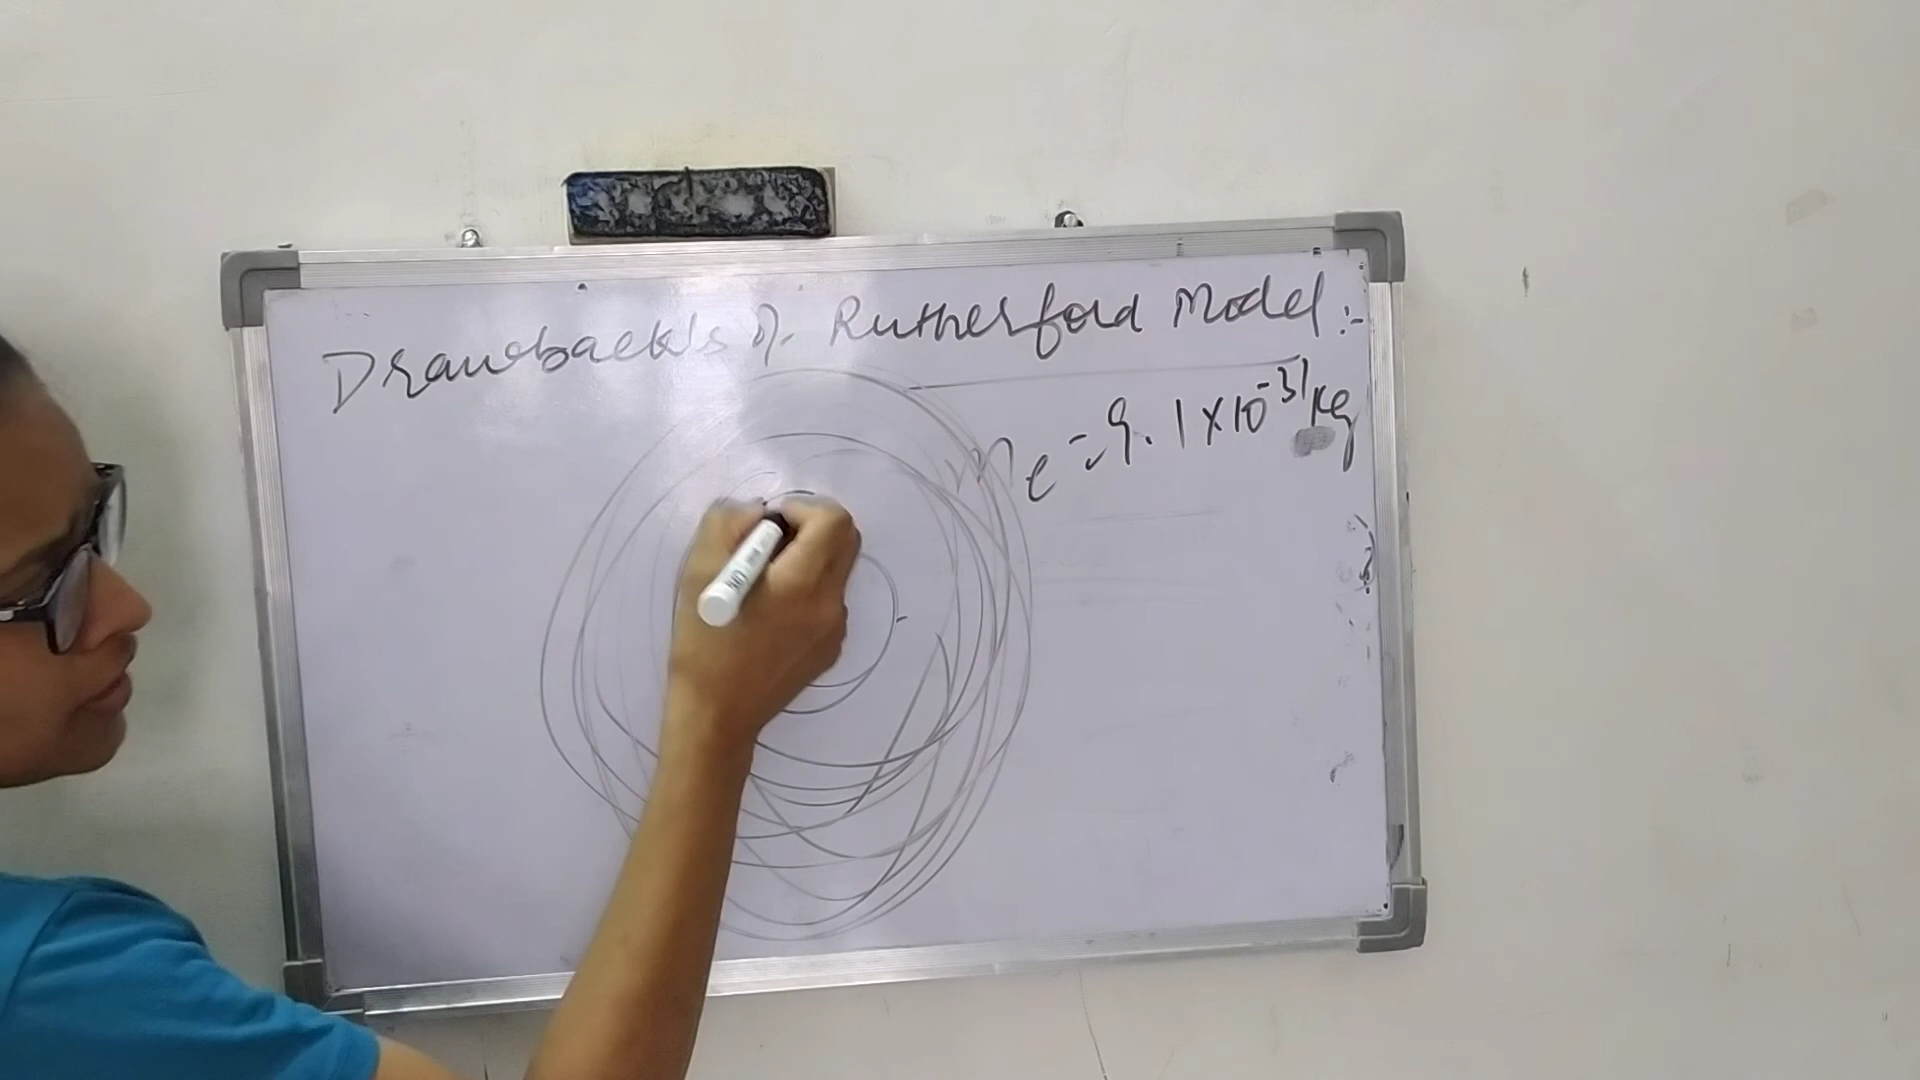 Drawbacks of Rutherford Model :-
me = 9.1 x 10^-31 kg